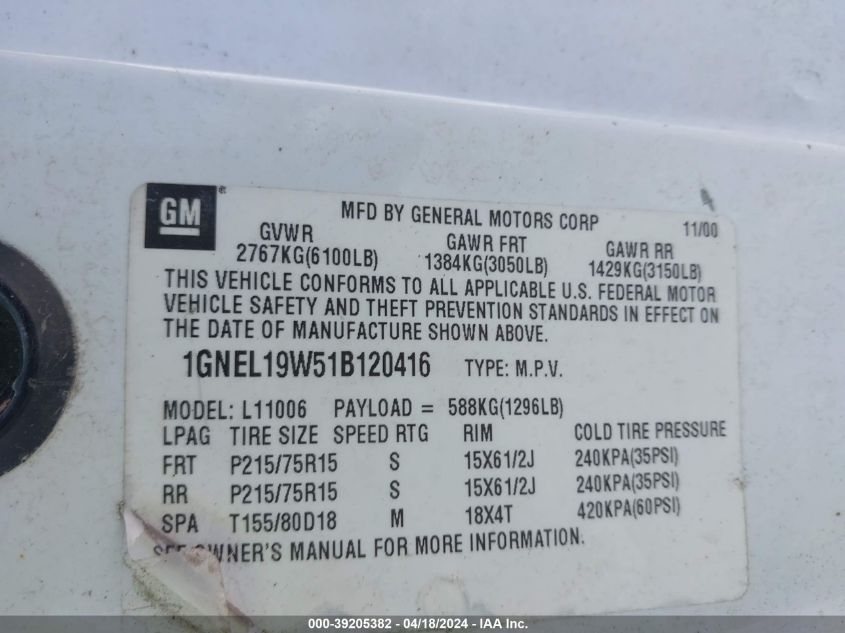 GM® MFD BY GENERAL MOTORS CORP 11/00
GVWR GAWR FRT GAWR RR
2767KG(6100LB) 1384KG(3050LB) 1429KG(3150LB)
THIS VEHICLE CONFORMS TO ALL APPLICABLE U.S. FEDERAL MOTOR
VEHICLE SAFETY AND THEFT PREVENTION STANDARDS IN EFFECT ON
THE DATE OF MANUFACTURE SHOWN ABOVE.
1GNEL19W51B120416 TYPE: M.P.V.
MODEL: L11006 PAYLOAD = 588KG(1296LB)
LPAG TIRE SIZE SPEED RTG RIM COLD TIRE PRESSURE
FRT P215/75R15 S 15X61/2J 240KPA(35PSI)
RR P215/75R15 S 15X61/2J 240KPA(35PSI)
SPA T155/80D18 M 18X4T 420KPA(60PSI)
SEE OWNER'S MANUAL FOR MORE INFORMATION.
000-39205382 - 04/18/2024 - IAA Inc.